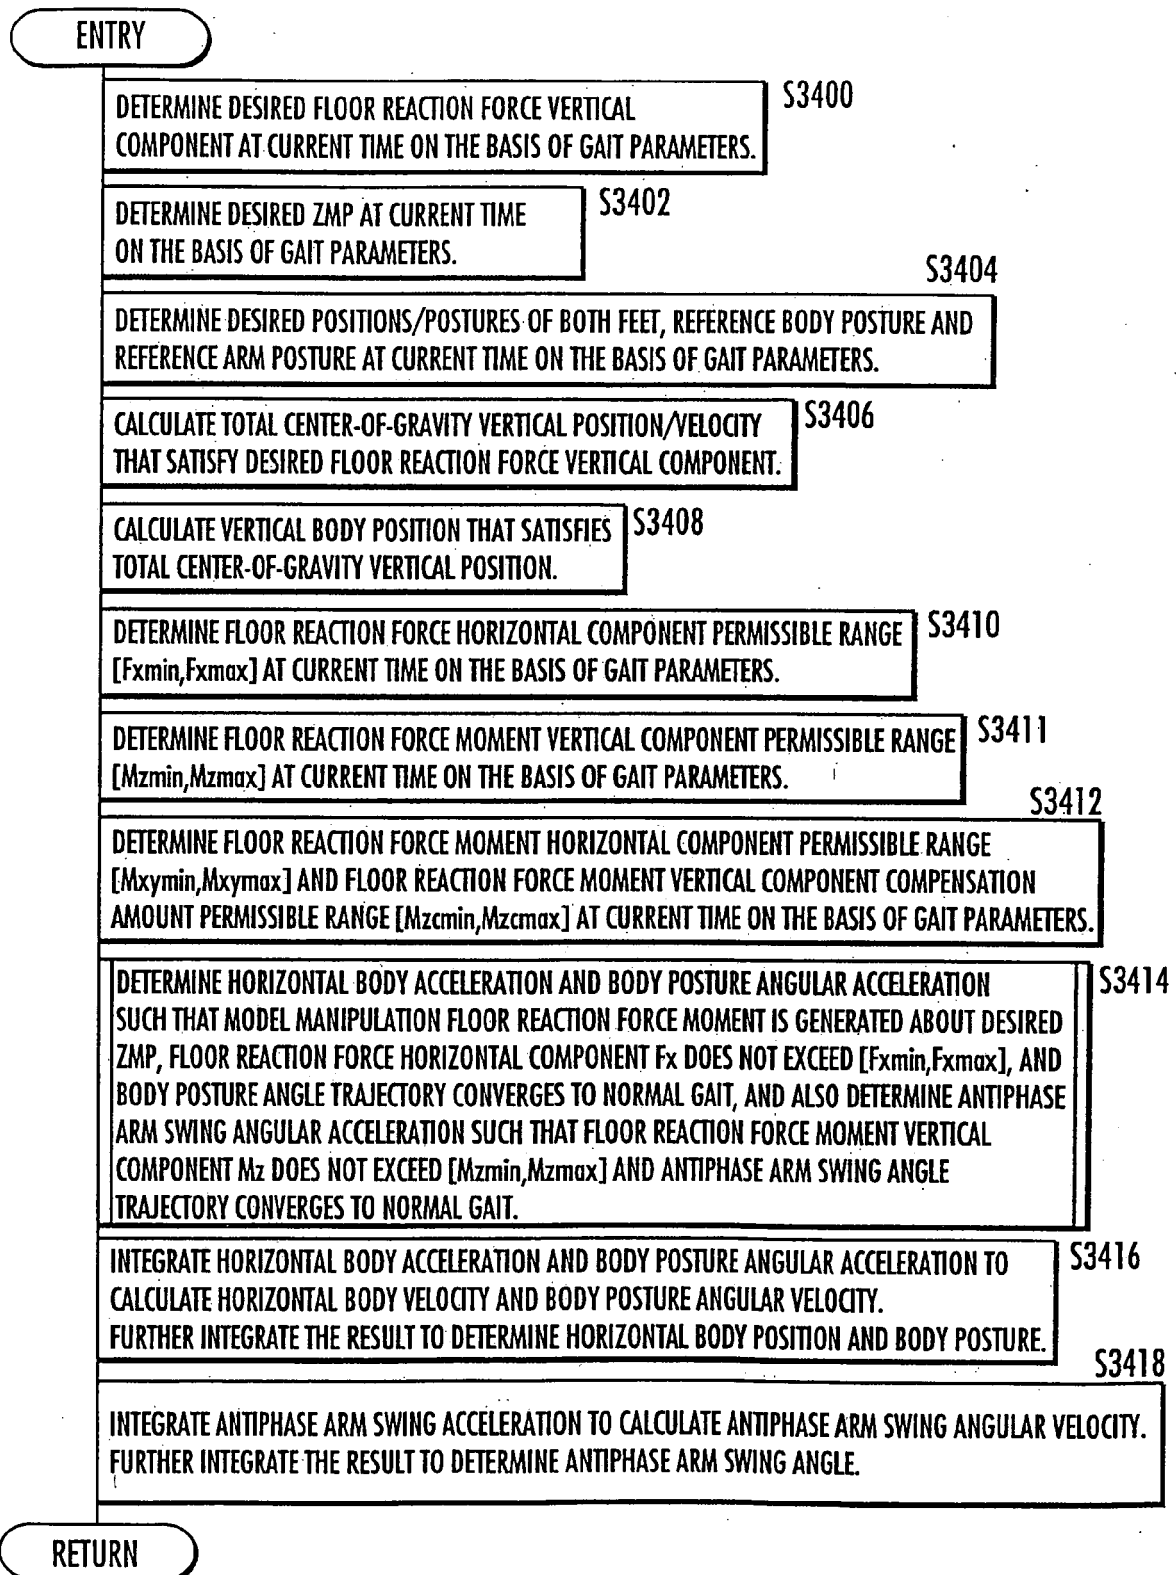 ENTRY
S3400
DETERMINE DESIRED FLOOR REACTION FORCE VERTICAL
COMPONENT AT CURRENT TIME ON THE BASIS OF GAIT PARAMETERS.
S3402
DETERMINE DESIRED ZMP AT CURRENT TIME
ON THE BASIS OF GAIT PARAMETERS.
S3404
DETERMINE DESIRED POSITIONS/POSTURES OF BOTH FEET, REFERENCE BODY POSTURE AND
REFERENCE ARM POSTURE AT CURRENT TIME ON THE BASIS OF GAIT PARAMETERS.
S3406
CALCULATE TOTAL CENTER-OF-GRAVITY VERTICAL POSITION/VELOCITY
THAT SATISFY DESIRED FLOOR REACTION FORCE VERTICAL COMPONENT.
S3408
CALCULATE VERTICAL BODY POSITION THAT SATISFIES
TOTAL CENTER-OF-GRAVITY VERTICAL POSITION.
S3410
DETERMINE FLOOR REACTION FORCE HORIZONTAL COMPONENT PERMISSIBLE RANGE
[Fxmin,Fxmax] AT CURRENT TIME ON THE BASIS OF GAIT PARAMETERS.
S3411
DETERMINE FLOOR REACTION FORCE MOMENT VERTICAL COMPONENT PERMISSIBLE RANGE
[Mzmin,Mzmax] AT CURRENT TIME ON THE BASIS OF GAIT PARAMETERS.
S3412
DETERMINE FLOOR REACTION FORCE MOMENT HORIZONTAL COMPONENT PERMISSIBLE RANGE
[Mxymin,Mxymax] AND FLOOR REACTION FORCE MOMENT VERTICAL COMPONENT COMPENSATION
AMOUNT PERMISSIBLE RANGE [Mzcmin,Mzcmax] AT CURRENT TIME ON THE BASIS OF GAIT PARAMETERS.
S3414
DETERMINE HORIZONTAL BODY ACCELERATION AND BODY POSTURE ANGULAR ACCELERATION
SUCH THAT MODEL MANIPULATION FLOOR REACTION FORCE MOMENT IS GENERATED ABOUT DESIRED
ZMP, FLOOR REACTION FORCE HORIZONTAL COMPONENT Fx DOES NOT EXCEED [Fxmin,Fxmax], AND
BODY POSTURE ANGLE TRAJECTORY CONVERGES TO NORMAL GAIT, AND ALSO DETERMINE ANTIPHASE
ARM SWING ANGULAR ACCELERATION SUCH THAT FLOOR REACTION FORCE MOMENT VERTICAL
COMPONENT Mz DOES NOT EXCEED [Mzmin,Mzmax] AND ANTIPHASE ARM SWING ANGLE
TRAJECTORY CONVERGES TO NORMAL GAIT.
S3416
INTEGRATE HORIZONTAL BODY ACCELERATION AND BODY POSTURE ANGULAR ACCELERATION TO
CALCULATE HORIZONTAL BODY VELOCITY AND BODY POSTURE ANGULAR VELOCITY.
FURTHER INTEGRATE THE RESULT TO DETERMINE HORIZONTAL BODY POSITION AND BODY POSTURE.
S3418
INTEGRATE ANTIPHASE ARM SWING ACCELERATION TO CALCULATE ANTIPHASE ARM SWING ANGULAR VELOCITY.
FURTHER INTEGRATE THE RESULT TO DETERMINE ANTIPHASE ARM SWING ANGLE.
RETURN